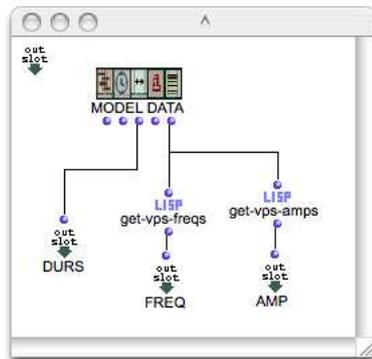 out
slot
MODEL DATA
LISP
get-vps-freqs
LISP
get-vps-amps
out
slot
DURS
out
slot
FREQ
out
slot
AMP